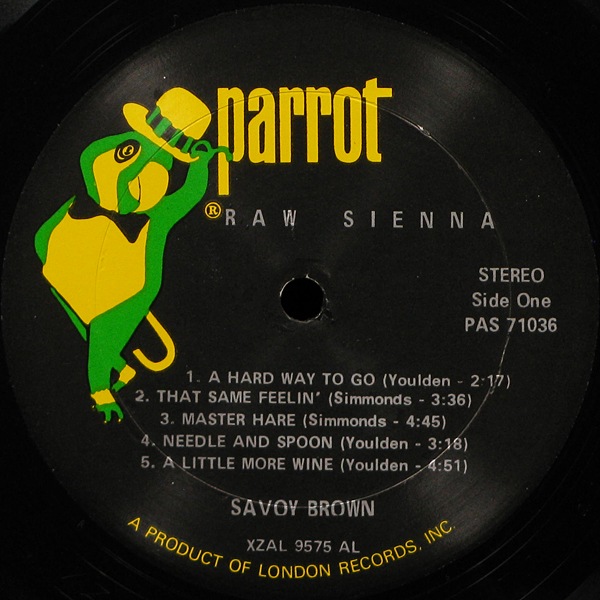 parrot
®
RAW SIENNA
STEREO
Side One
PAS 71036
1. A HARD WAY TO GO (Youlden - 2:17)
2. THAT SAME FEELIN' (Simmonds - 3:36)
3. MASTER HARE (Simmonds - 4:45)
4. NEEDLE AND SPOON (Youlden - 3:18)
5. A LITTLE MORE WINE (Youlden - 4:51)
SAVOY BROWN
XZAL 9575 AL
A PRODUCT OF LONDON RECORDS, INC.